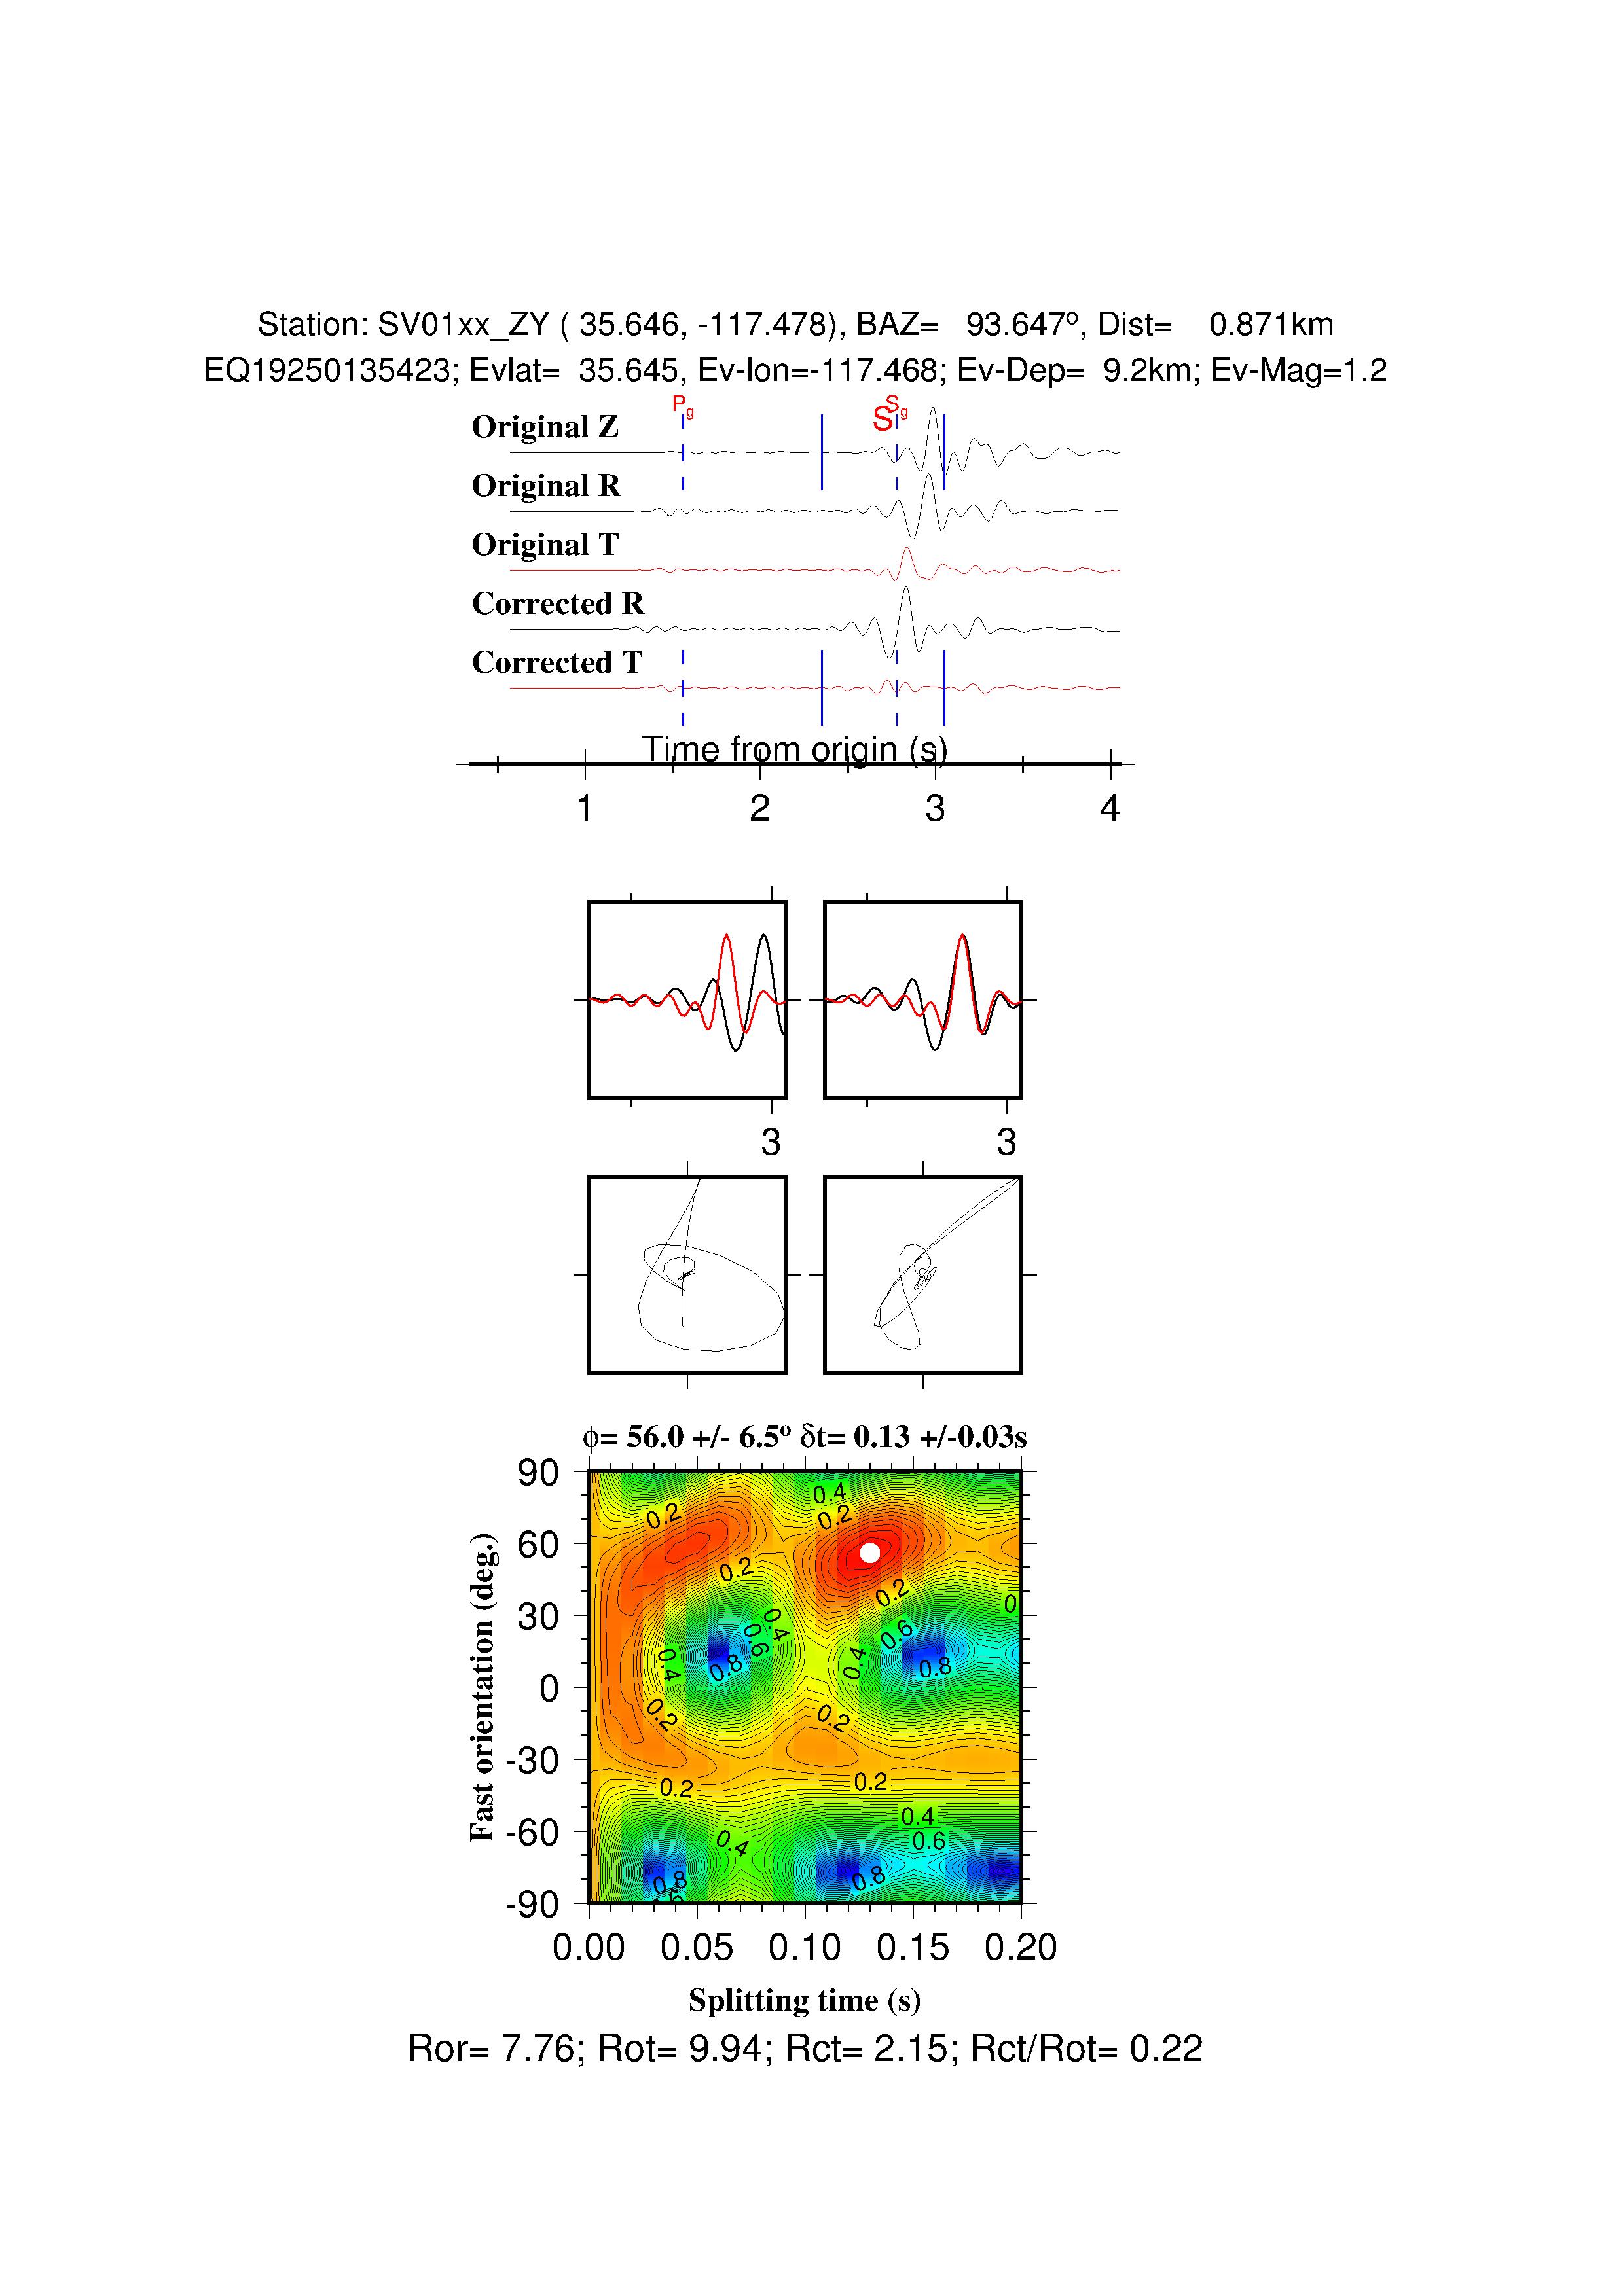 Station: SV01xx_ZY ( 35.646, -117.478), BAZ= 93.647º, Dist= 0.871km
EQ19250135423; Evlat= 35.645, Ev-lon=-117.468; Ev-Dep= 9.2km; Ev-Mag=1.2
Pg S Sg
Original Z
Original R
Original T
Corrected R
Corrected T
Time from origin (s)
1 2 3 4
3 3
ϕ= 56.0 +/- 6.5º δt= 0.13 +/-0.03s
90
60
30
0
-30
-60
-90
Fast orientation (deg.)
0.4
0.2 0.2
0.2 0.2
0
0.4 0.6 0.6
0.4 0.8 0.4 0.8
0.2 0.2
0.2 0.2
0.4
0.4 0.6
0.8 0.8
0.6
0.00 0.05 0.10 0.15 0.20
Splitting time (s)
Ror= 7.76; Rot= 9.94; Rct= 2.15; Rct/Rot= 0.22